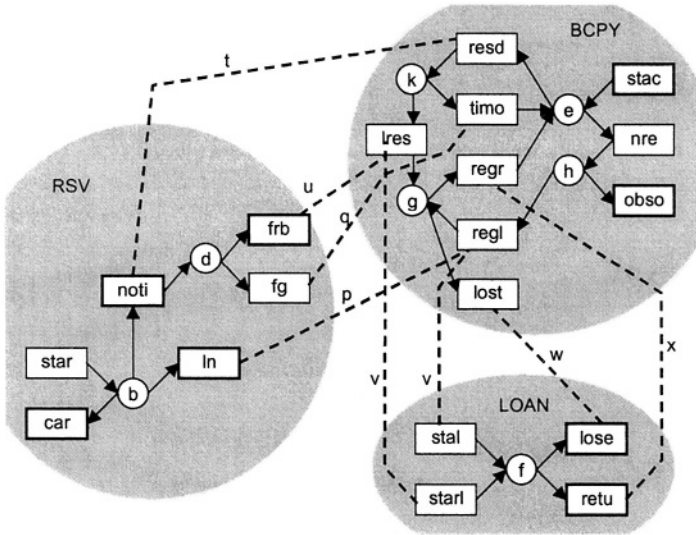 BCPY
t
resd
k
stac
timo
e
lres
nre
RSV
u
q
regr
h
g
frb
obso
d
regl
fg
noti
p
lost
star
ln
w
x
b
v
v
car
LOAN
stal
lose
f
starl
retu